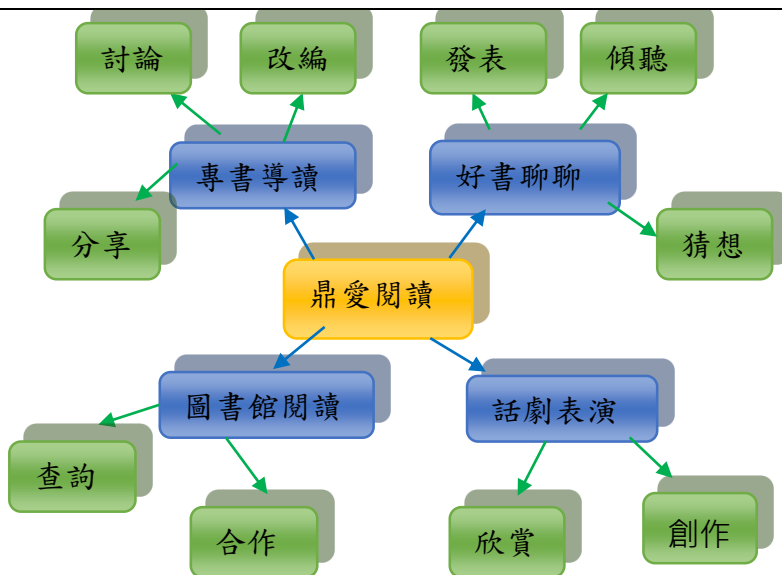 討論
改編
發表
傾聽
專書導讀
好書聊聊
分享
猜想
鼎愛閱讀
圖書館閱讀
話劇表演
查詢
合作
欣賞
創作